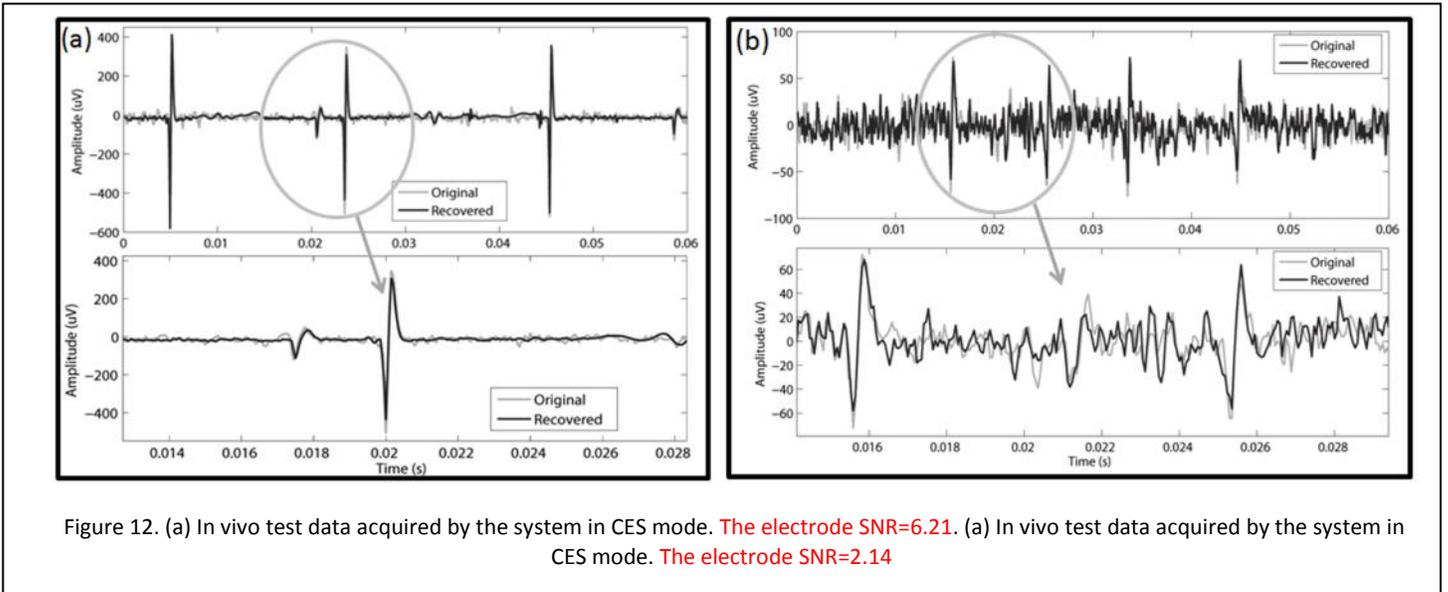 (a)
400
200
0
−200
−400
−600
Amplitude (uV)
Original
Recovered
0 0.01 0.02 0.03 0.04 0.05 0.06
400
200
0
−200
−400
Amplitude (uV)
Original
Recovered
0.014 0.016 0.018 0.02 0.022 0.024 0.026 0.028
Time (s)
(b)
100
50
0
−50
−100
Amplitude (uV)
Original
Recovered
0 0.01 0.02 0.03 0.04 0.05 0.06
60
40
20
0
−20
−40
−60
Amplitude (uV)
Original
Recovered
0.016 0.018 0.02 0.022 0.024 0.026 0.028
Time (s)
Figure 12. (a) In vivo test data acquired by the system in CES mode. The electrode SNR=6.21. (a) In vivo test data acquired by the system in
CES mode. The electrode SNR=2.14